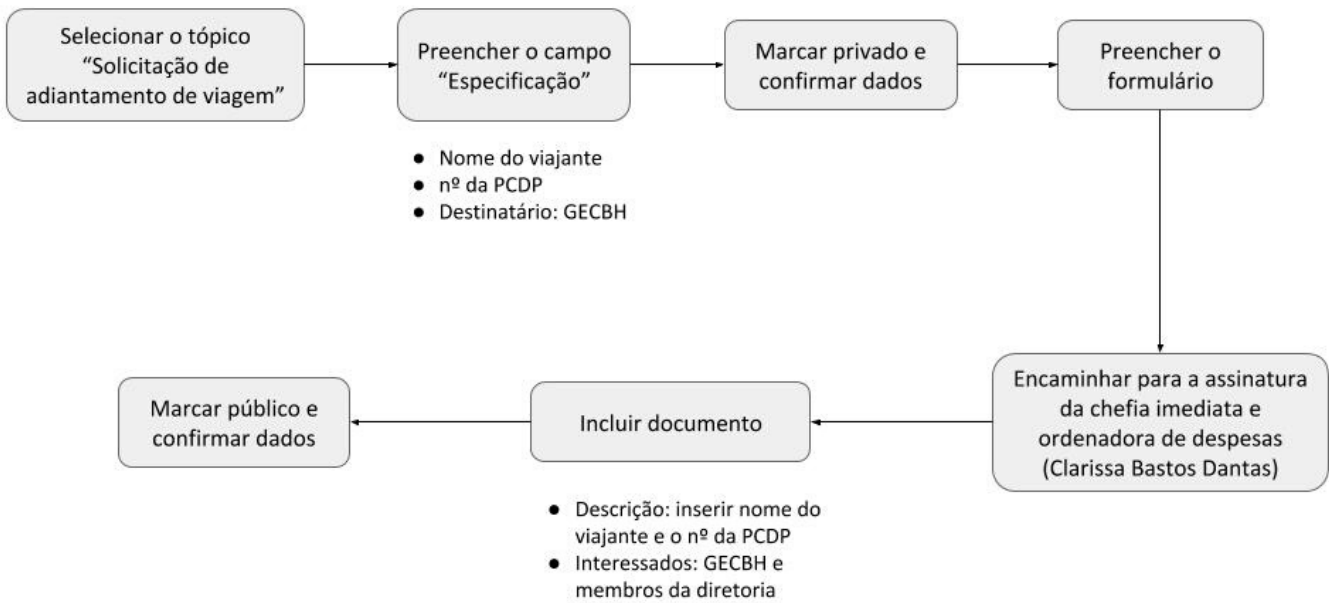 Selecionar o tópico
“Solicitação de
adiantamento de viagem”
Preencher o campo
“Especificação”
● Nome do viajante
● nº da PCDP
● Destinatário: GECBH
Marcar privado e
confirmar dados
Preencher o
formulário
Encaminhar para a assinatura
da chefia imediata e
ordenadora de despesas
(Clarissa Bastos Dantas)
Incluir documento
● Descrição: inserir nome do
viajante e o nº da PCDP
● Interessados: GECBH e
membros da diretoria
Marcar público e
confirmar dados